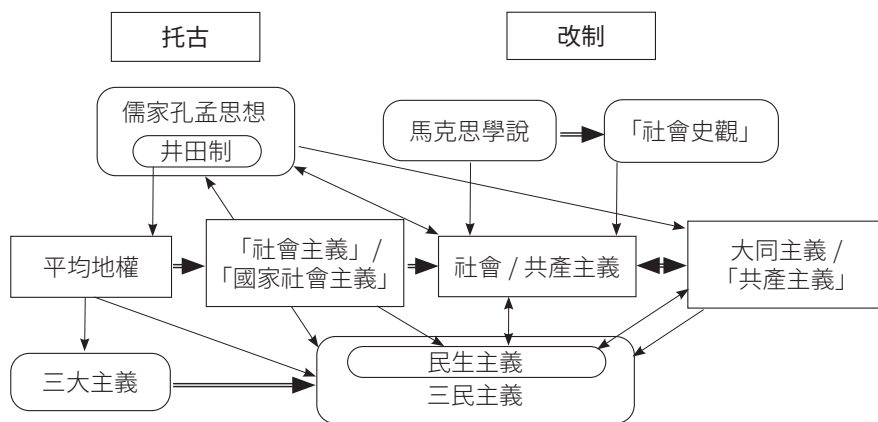 托古
改制
儒家孔孟思想
井田制
馬克思學說
「社會史觀」
平均地權
「社會主義」/
「國家社會主義」
社會 / 共產主義
大同主義 /
「共產主義」
三大主義
民生主義
三民主義